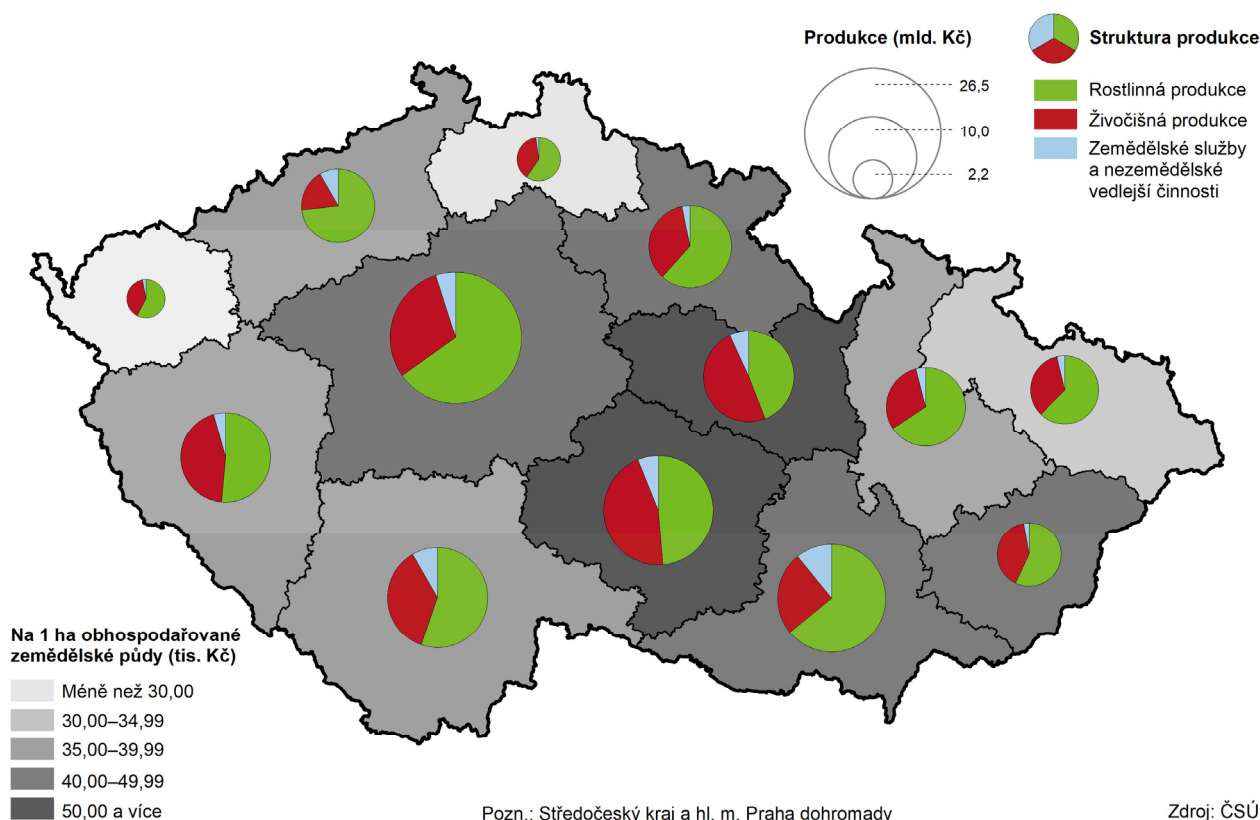 Produkce (mld. Kč)
26,5
10,0
2,2
Struktura produkce
Rostlinná produkce
Živočišná produkce
Zemědělské služby
a nezemědělské
vedlejší činnosti
Na 1 ha obhospodařované
zemědělské půdy (tis. Kč)
Méně než 30,00
30,00–34,99
35,00–39,99
40,00–49,99
50,00 a více
Pozn.: Středočeský kraj a hl. m. Praha dohromady
Zdroj: ČSÚ